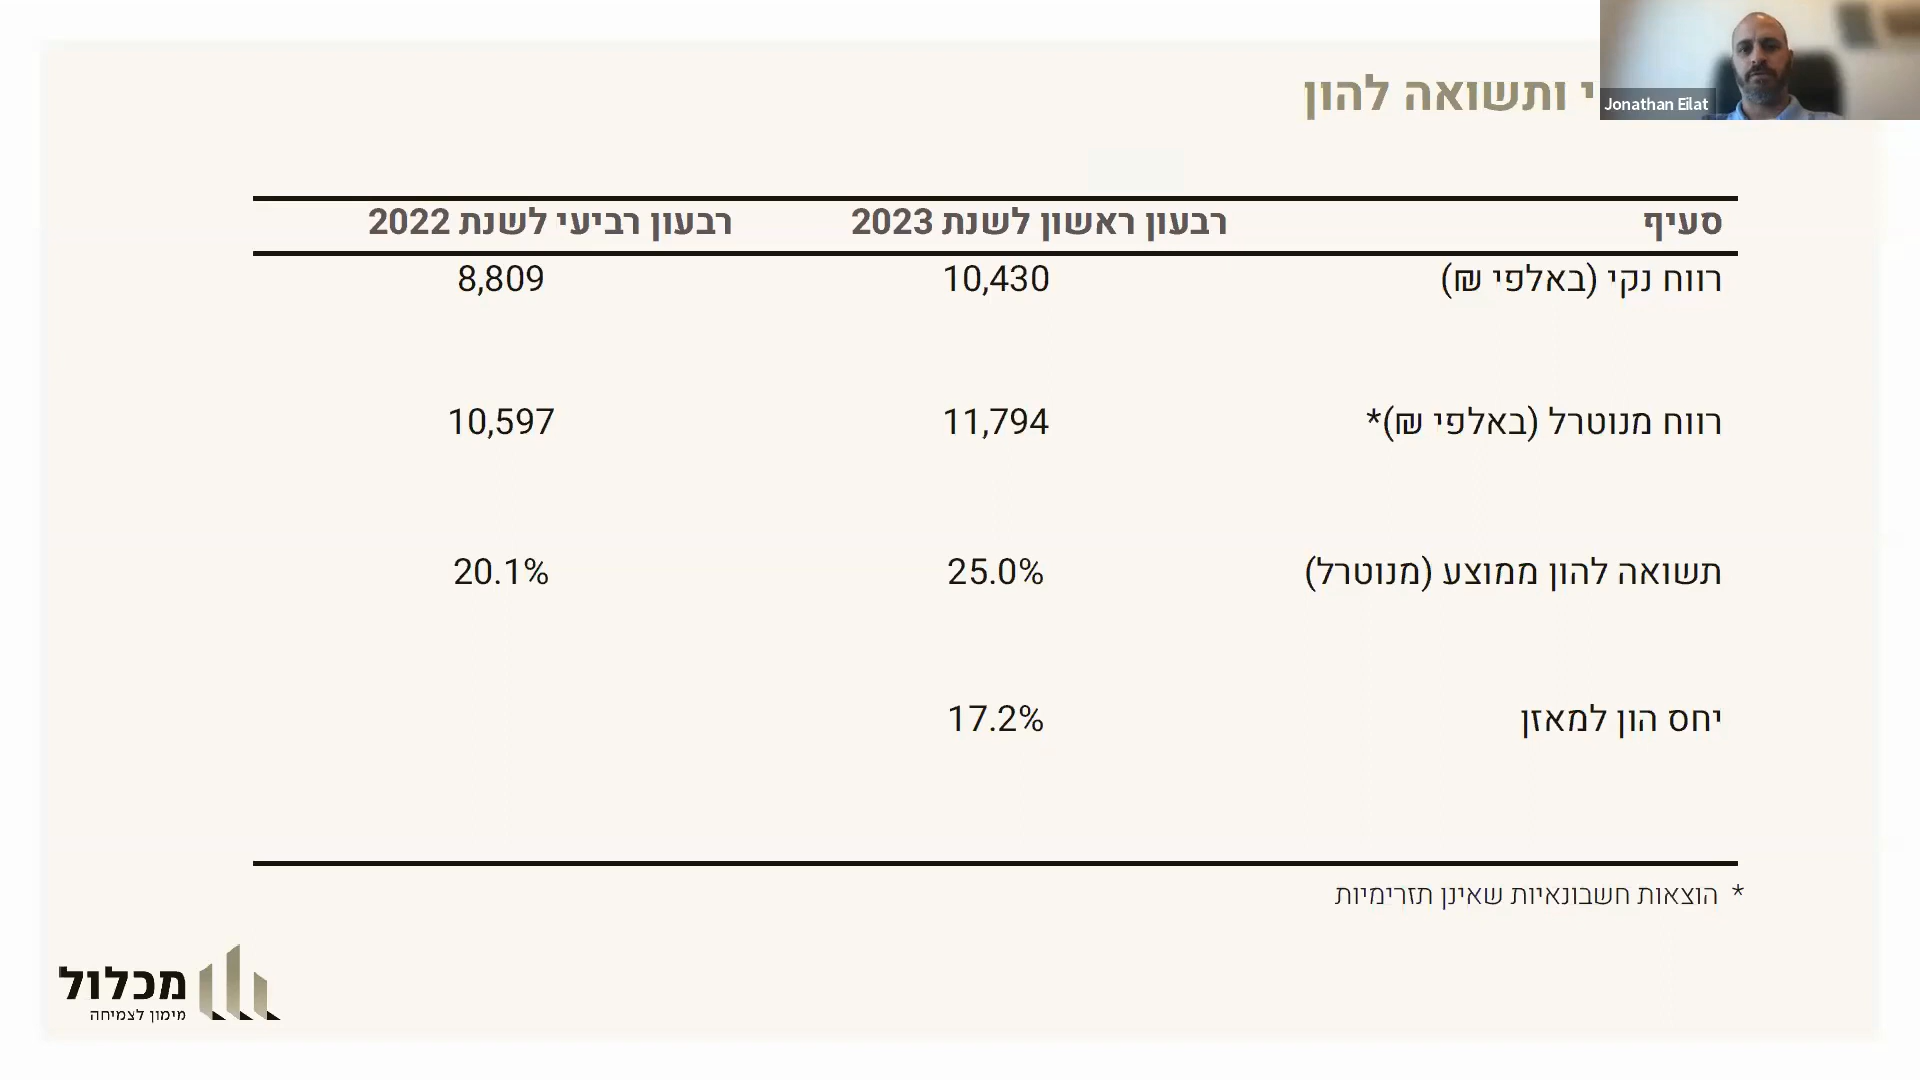 ותשואה להון
Jonathan Eilat
סעיף רבעון ראשון לשנת 2023 רבעון רביעי לשנת 2022
רווח נקי (באלפי ₪) 10,430 8,809
רווח מנוטרל (באלפי ₪)* 11,794 10,597
תשואה להון ממוצע (מנוטרל) 25.0% 20.1%
יחס הון למאזן 17.2%
* הוצאות חשבונאיות שאינן תזרימיות
מכלול
מימון לצמיחה